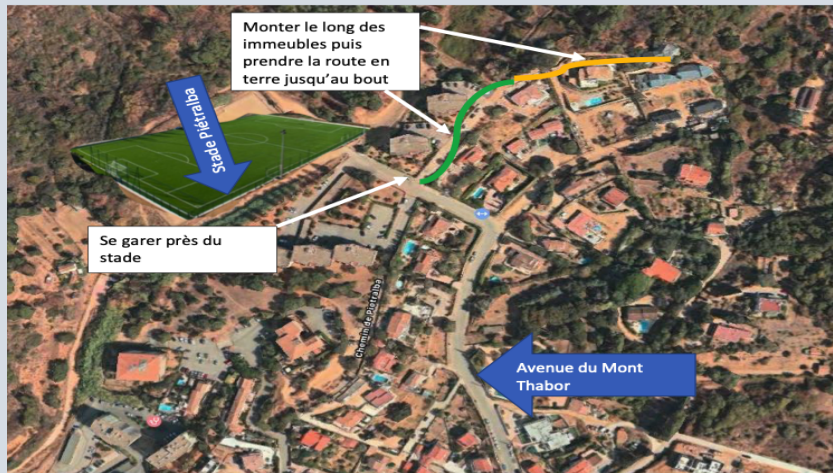 Monter le long des
immeubles puis
prendre la route en
terre jusqu’au bout
Stade Piétralba
Se garer près du
stade
Chemin de Pietralba
Avenue du Mont
Thabor